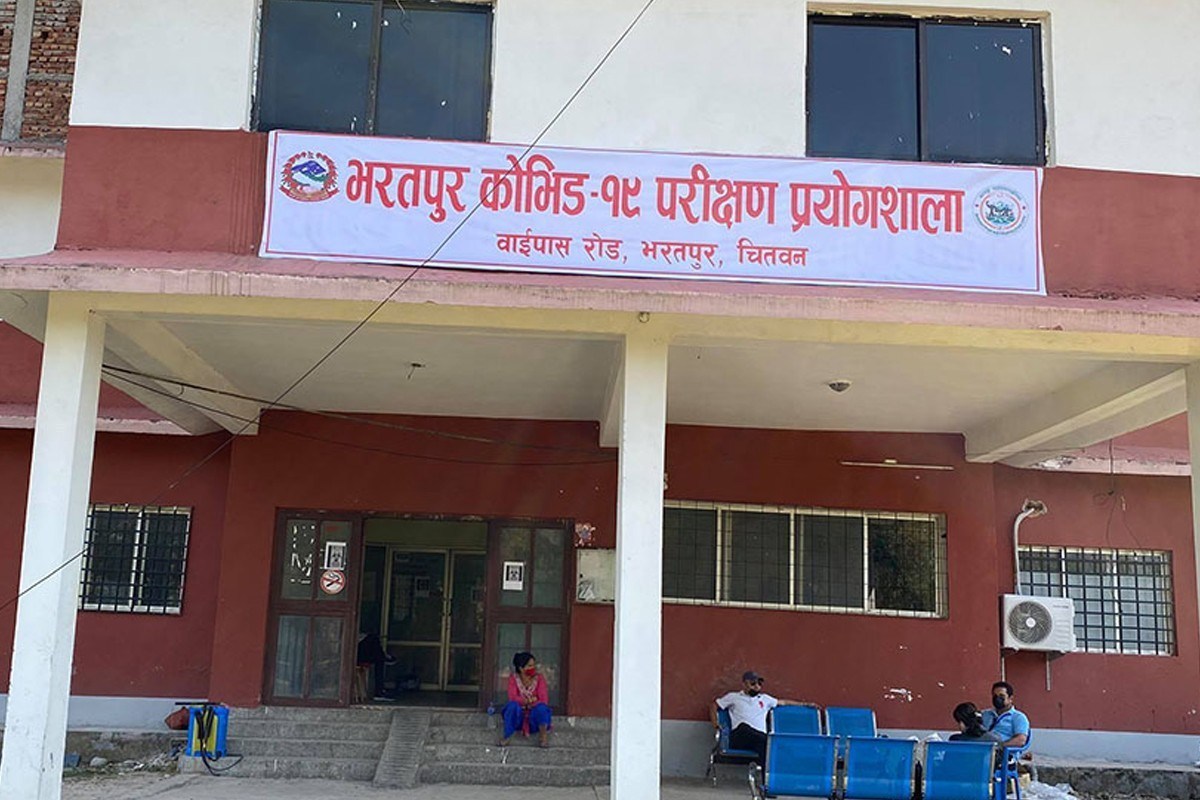 भरतपुर कोभिड-१९ परीक्षण प्रयोगशाला
वाईपास रोड, भरतपुर, चितवन